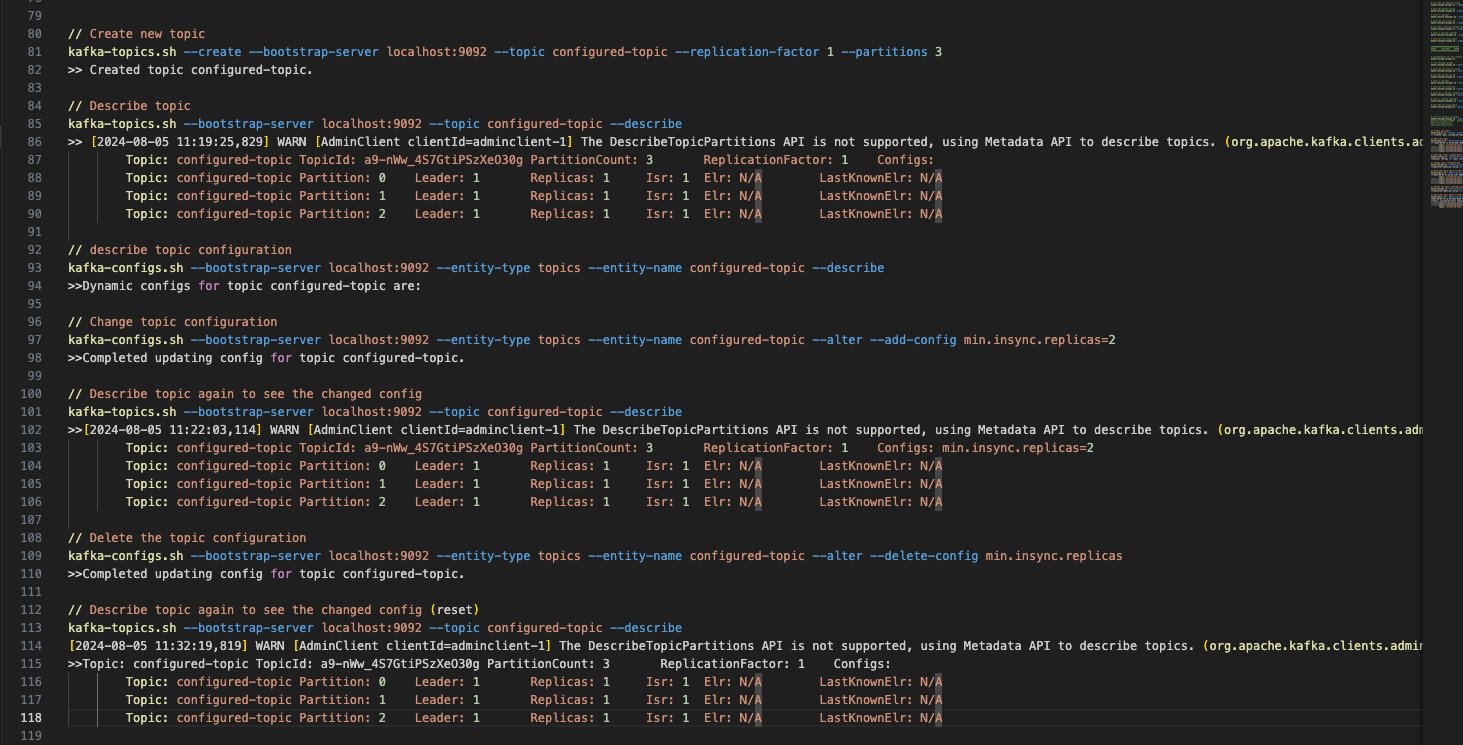 79
80 // Create new topic
81 kafka-topics.sh --create --bootstrap-server localhost:9092 --topic configured-topic --replication-factor 1 --partitions 3
82 >> Created topic configured-topic.
83
84 // Describe topic
85 kafka-topics.sh --bootstrap-server localhost:9092 --topic configured-topic --describe
86 >> [2024-08-05 11:19:25,829] WARN [AdminClient clientId=adminclient-1] The DescribeTopicPartitions API is not supported, using Metadata API to describe topics. (org.apache.kafka.clients.ad
87 Topic: configured-topic TopicId: a9-nWw_4S7GtiPSzXeO30g PartitionCount: 3 ReplicationFactor: 1 Configs:
88 Topic: configured-topic Partition: 0 Leader: 1 Replicas: 1 Isr: 1 Elr: N/A LastKnownElr: N/A
89 Topic: configured-topic Partition: 1 Leader: 1 Replicas: 1 Isr: 1 Elr: N/A LastKnownElr: N/A
90 Topic: configured-topic Partition: 2 Leader: 1 Replicas: 1 Isr: 1 Elr: N/A LastKnownElr: N/A
91
92 // describe topic configuration
93 kafka-configs.sh --bootstrap-server localhost:9092 --entity-type topics --entity-name configured-topic --describe
94 >>Dynamic configs for topic configured-topic are:
95
96 // Change topic configuration
97 kafka-configs.sh --bootstrap-server localhost:9092 --entity-type topics --entity-name configured-topic --alter --add-config min.insync.replicas=2
98 >>Completed updating config for topic configured-topic.
99
100 // Describe topic again to see the changed config
101 kafka-topics.sh --bootstrap-server localhost:9092 --topic configured-topic --describe
102 >>[2024-08-05 11:22:03,114] WARN [AdminClient clientId=adminclient-1] The DescribeTopicPartitions API is not supported, using Metadata API to describe topics. (org.apache.kafka.clients.adm
103 Topic: configured-topic TopicId: a9-nWw_4S7GtiPSzXeO30g PartitionCount: 3 ReplicationFactor: 1 Configs: min.insync.replicas=2
104 Topic: configured-topic Partition: 0 Leader: 1 Replicas: 1 Isr: 1 Elr: N/A LastKnownElr: N/A
105 Topic: configured-topic Partition: 1 Leader: 1 Replicas: 1 Isr: 1 Elr: N/A LastKnownElr: N/A
106 Topic: configured-topic Partition: 2 Leader: 1 Replicas: 1 Isr: 1 Elr: N/A LastKnownElr: N/A
107
108 // Delete the topic configuration
109 kafka-configs.sh --bootstrap-server localhost:9092 --entity-type topics --entity-name configured-topic --alter --delete-config min.insync.replicas
110 >>Completed updating config for topic configured-topic.
111
112 // Describe topic again to see the changed config (reset)
113 kafka-topics.sh --bootstrap-server localhost:9092 --topic configured-topic --describe
114 [2024-08-05 11:32:19,819] WARN [AdminClient clientId=adminclient-1] The DescribeTopicPartitions API is not supported, using Metadata API to describe topics. (org.apache.kafka.clients.admin
115 >>Topic: configured-topic TopicId: a9-nWw_4S7GtiPSzXeO30g PartitionCount: 3 ReplicationFactor: 1 Configs:
116 Topic: configured-topic Partition: 0 Leader: 1 Replicas: 1 Isr: 1 Elr: N/A LastKnownElr: N/A
117 Topic: configured-topic Partition: 1 Leader: 1 Replicas: 1 Isr: 1 Elr: N/A LastKnownElr: N/A
118 Topic: configured-topic Partition: 2 Leader: 1 Replicas: 1 Isr: 1 Elr: N/A LastKnownElr: N/A
119